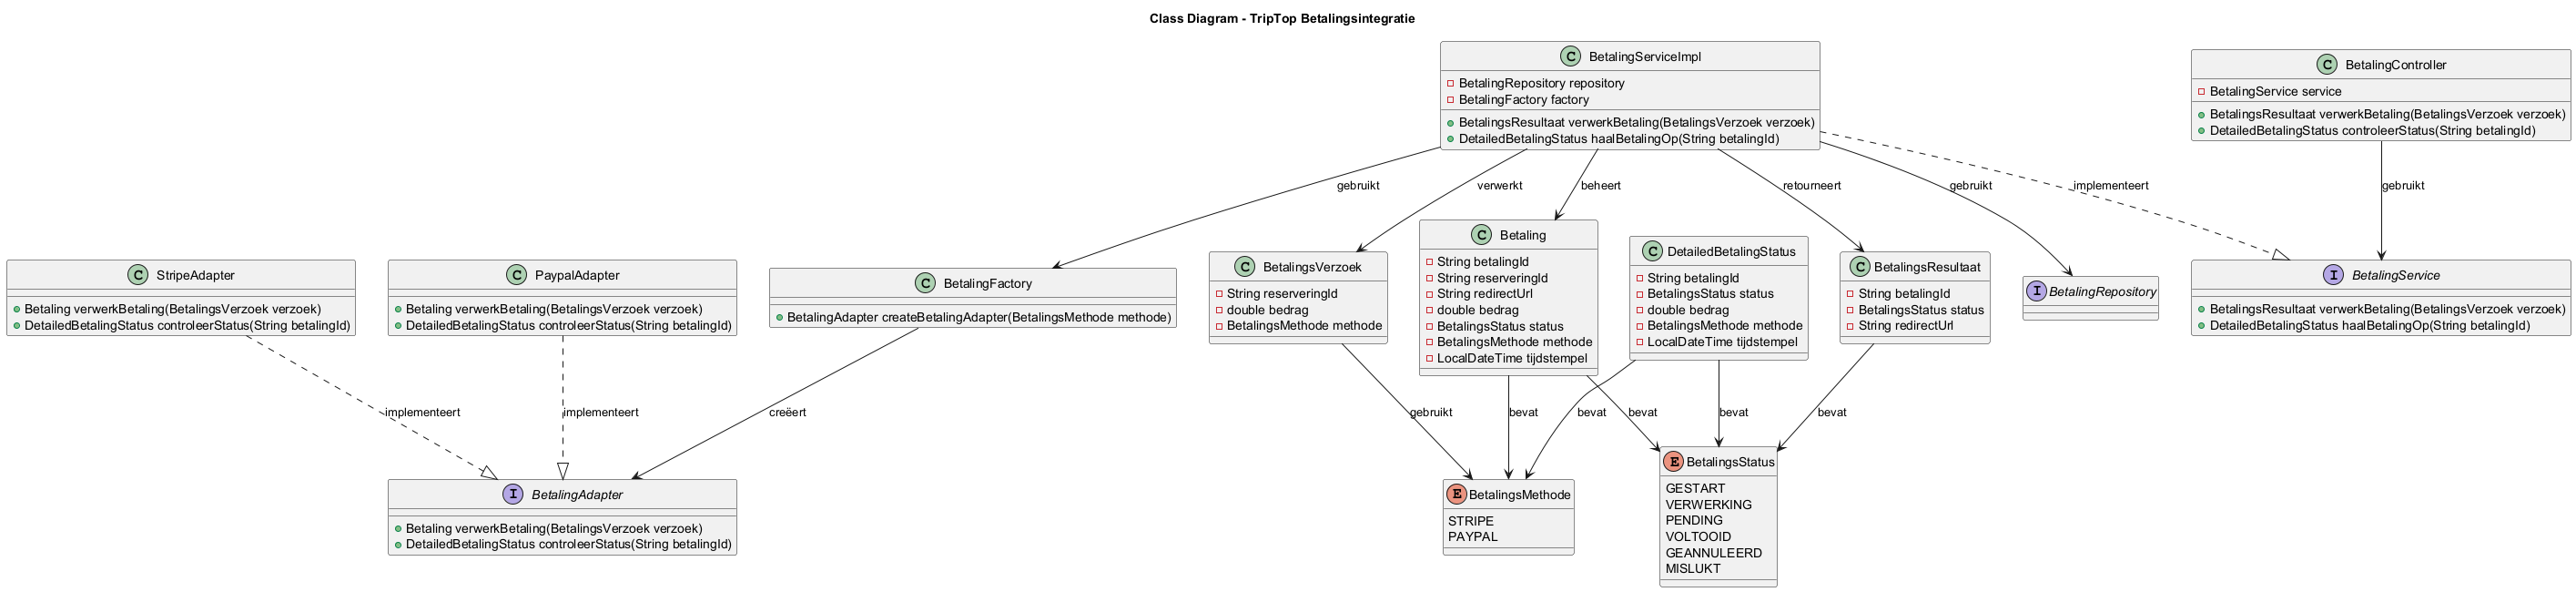 Class Diagram - TripTop Betalingsintegratie
C BetalingServiceImpl
BetalingRepository repository
BetalingFactory factory
BetalingsResultaat verwerkBetaling(BetalingsVerzoek verzoek)
DetailedBetalingStatus haalBetalingOp(String betalingId)
C BetalingController
BetalingService service
BetalingsResultaat verwerkBetaling(BetalingsVerzoek verzoek)
DetailedBetalingStatus controleerStatus(String betalingId)
gebruikt
verwerkt
beheert
retourneert
gebruikt
implementeert
gebruikt
C StripeAdapter
Betaling verwerkBetaling(BetalingsVerzoek verzoek)
DetailedBetalingStatus controleerStatus(String betalingId)
C PaypalAdapter
Betaling verwerkBetaling(BetalingsVerzoek verzoek)
DetailedBetalingStatus controleerStatus(String betalingId)
C BetalingFactory
BetalingAdapter createBetalingAdapter(BetalingsMethode methode)
C BetalingsVerzoek
String reserveringId
double bedrag
BetalingsMethode methode
C Betaling
String betalingId
String reserveringId
String redirectUrl
double bedrag
BetalingsStatus status
BetalingsMethode methode
LocalDateTime tijdstempel
C DetailedBetalingStatus
String betalingId
BetalingsStatus status
double bedrag
BetalingsMethode methode
LocalDateTime tijdstempel
C BetalingsResultaat
String betalingId
BetalingsStatus status
String redirectUrl
I BetalingRepository
I BetalingService
BetalingsResultaat verwerkBetaling(BetalingsVerzoek verzoek)
DetailedBetalingStatus haalBetalingOp(String betalingId)
implementeert
implementeert
creëert
gebruikt
bevat
bevat
bevat
bevat
bevat
I BetalingAdapter
Betaling verwerkBetaling(BetalingsVerzoek verzoek)
DetailedBetalingStatus controleerStatus(String betalingId)
E BetalingsMethode
STRIPE
PAYPAL
E BetalingsStatus
GESTART
VERWERKING
PENDING
VOLTOOID
GEANNULEERD
MISLUKT